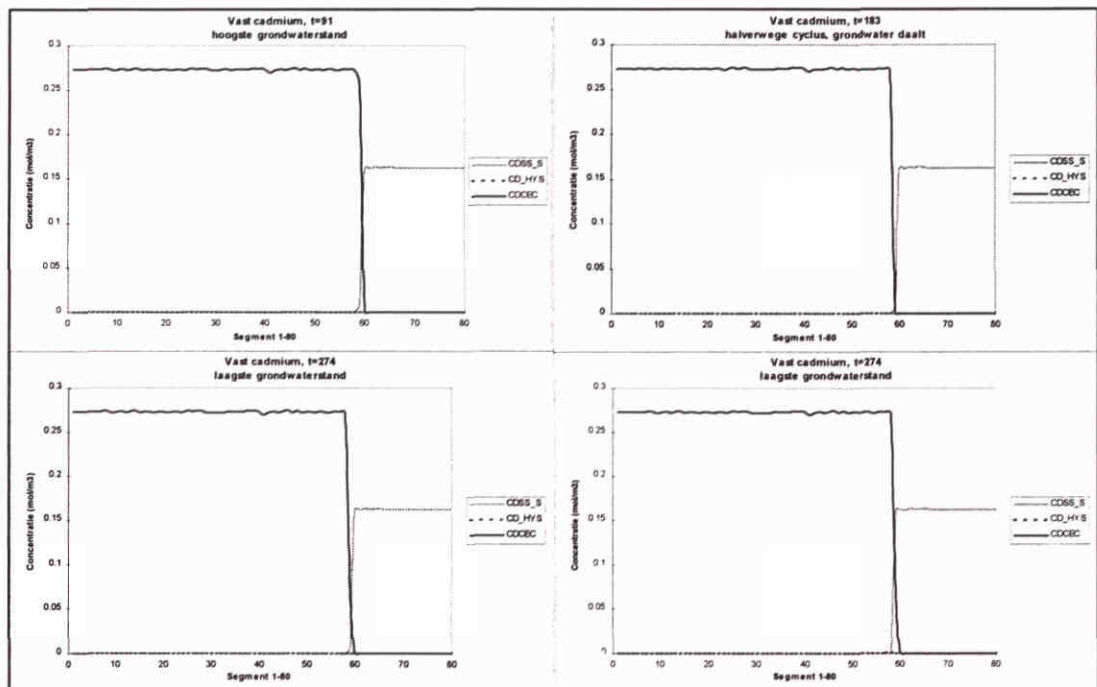 Vast cadmium, t=91
hoogste grondwaterstand
0.3
0.25
0.2
0.15
0.1
0.05
0
Concentratie (mol/m3)
0 10 20 30 40 50 60 70 80
Segment 1-80
CDSS_S
CD_HYS
CDCEC
Vast cadmium, t=183
halverwege cyclus, grondwater daalt
0.3
0.25
0.2
0.15
0.1
0.05
0
Concentratie (mol/m3)
0 10 20 30 40 50 60 70 80
Segment 1-80
CDSS_S
CD_HYS
CDCEC
Vast cadmium, t=274
laagste grondwaterstand
0.3
0.25
0.2
0.15
0.1
0.05
0
Concentratie (mol/m3)
0 10 20 30 40 50 60 70 80
Segment 1-80
CDSS_S
CD_HYS
CDCEC
Vast cadmium, t=274
laagste grondwaterstand
0.3
0.25
0.2
0.15
0.1
0.05
0
Concentratie (mol/m3)
0 10 20 30 40 50 60 70 80
Segment 1-80
CDSS_S
CD_HYS
CDCEC